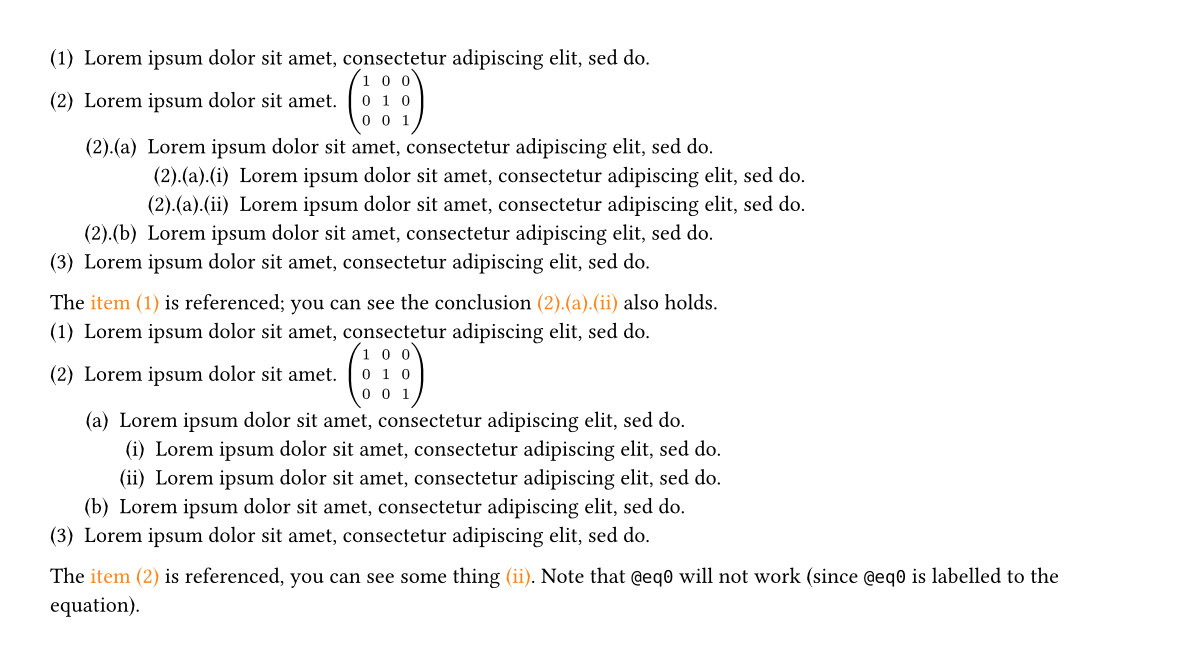 (1) Lorem ipsum dolor sit amet, consectetur adipiscing elit, sed do.
(2) Lorem ipsum dolor sit amet. (1 0 0
0 1 0
0 0 1)
(2).(a) Lorem ipsum dolor sit amet, consectetur adipiscing elit, sed do.
(2).(a).(i) Lorem ipsum dolor sit amet, consectetur adipiscing elit, sed do.
(2).(a).(ii) Lorem ipsum dolor sit amet, consectetur adipiscing elit, sed do.
(2).(b) Lorem ipsum dolor sit amet, consectetur adipiscing elit, sed do.
(3) Lorem ipsum dolor sit amet, consectetur adipiscing elit, sed do.
The item (1) is referenced; you can see the conclusion (2).(a).(ii) also holds.
(1) Lorem ipsum dolor sit amet, consectetur adipiscing elit, sed do.
(2) Lorem ipsum dolor sit amet. (1 0 0
0 1 0
0 0 1)
(a) Lorem ipsum dolor sit amet, consectetur adipiscing elit, sed do.
(i) Lorem ipsum dolor sit amet, consectetur adipiscing elit, sed do.
(ii) Lorem ipsum dolor sit amet, consectetur adipiscing elit, sed do.
(b) Lorem ipsum dolor sit amet, consectetur adipiscing elit, sed do.
(3) Lorem ipsum dolor sit amet, consectetur adipiscing elit, sed do.
The item (2) is referenced, you can see some thing (ii). Note that @eq0 will not work (since @eq0 is labelled to the
equation).